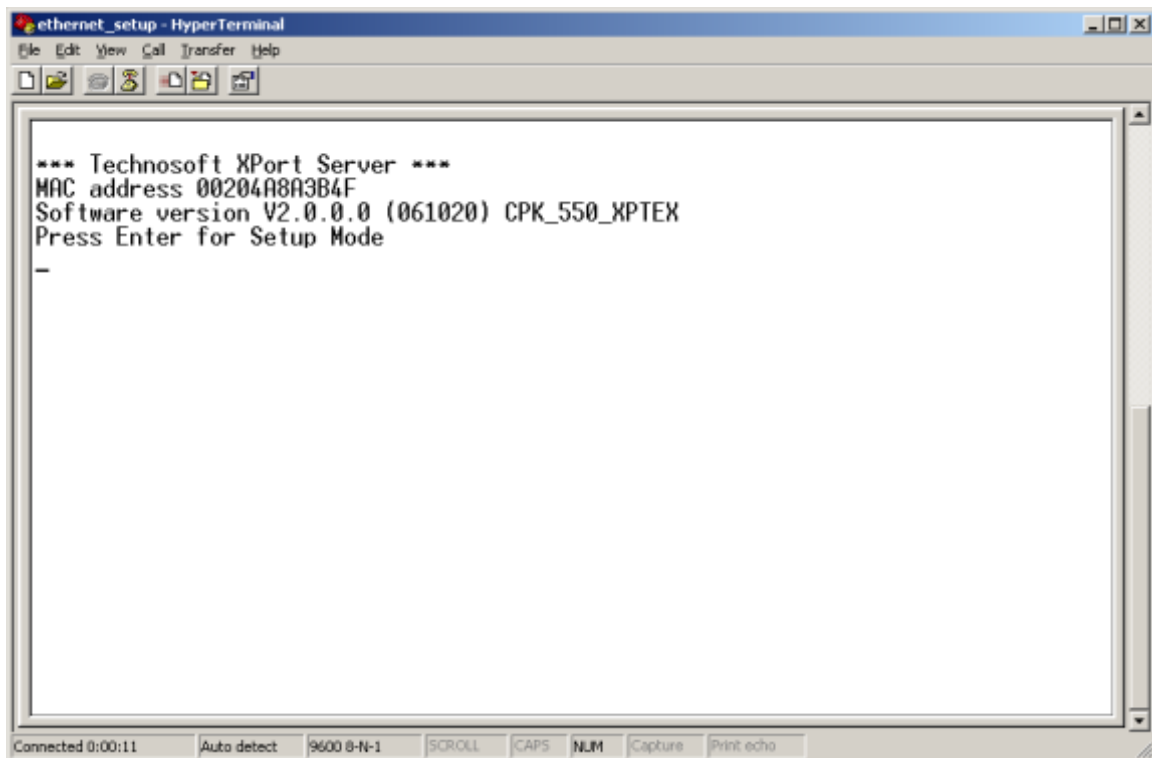 ethernet_setup - HyperTerminal
File Edit View Call Transfer Help
*** Technosoft XPort Server ***
MAC address 00204A8A3B4F
Software version V2.0.0.0 (061020) CPK_550_XPTEX
Press Enter for Setup Mode
_
Connected 0:00:11 Auto detect 9600 8-N-1 SCROLL CAPS NUM Capture Print echo